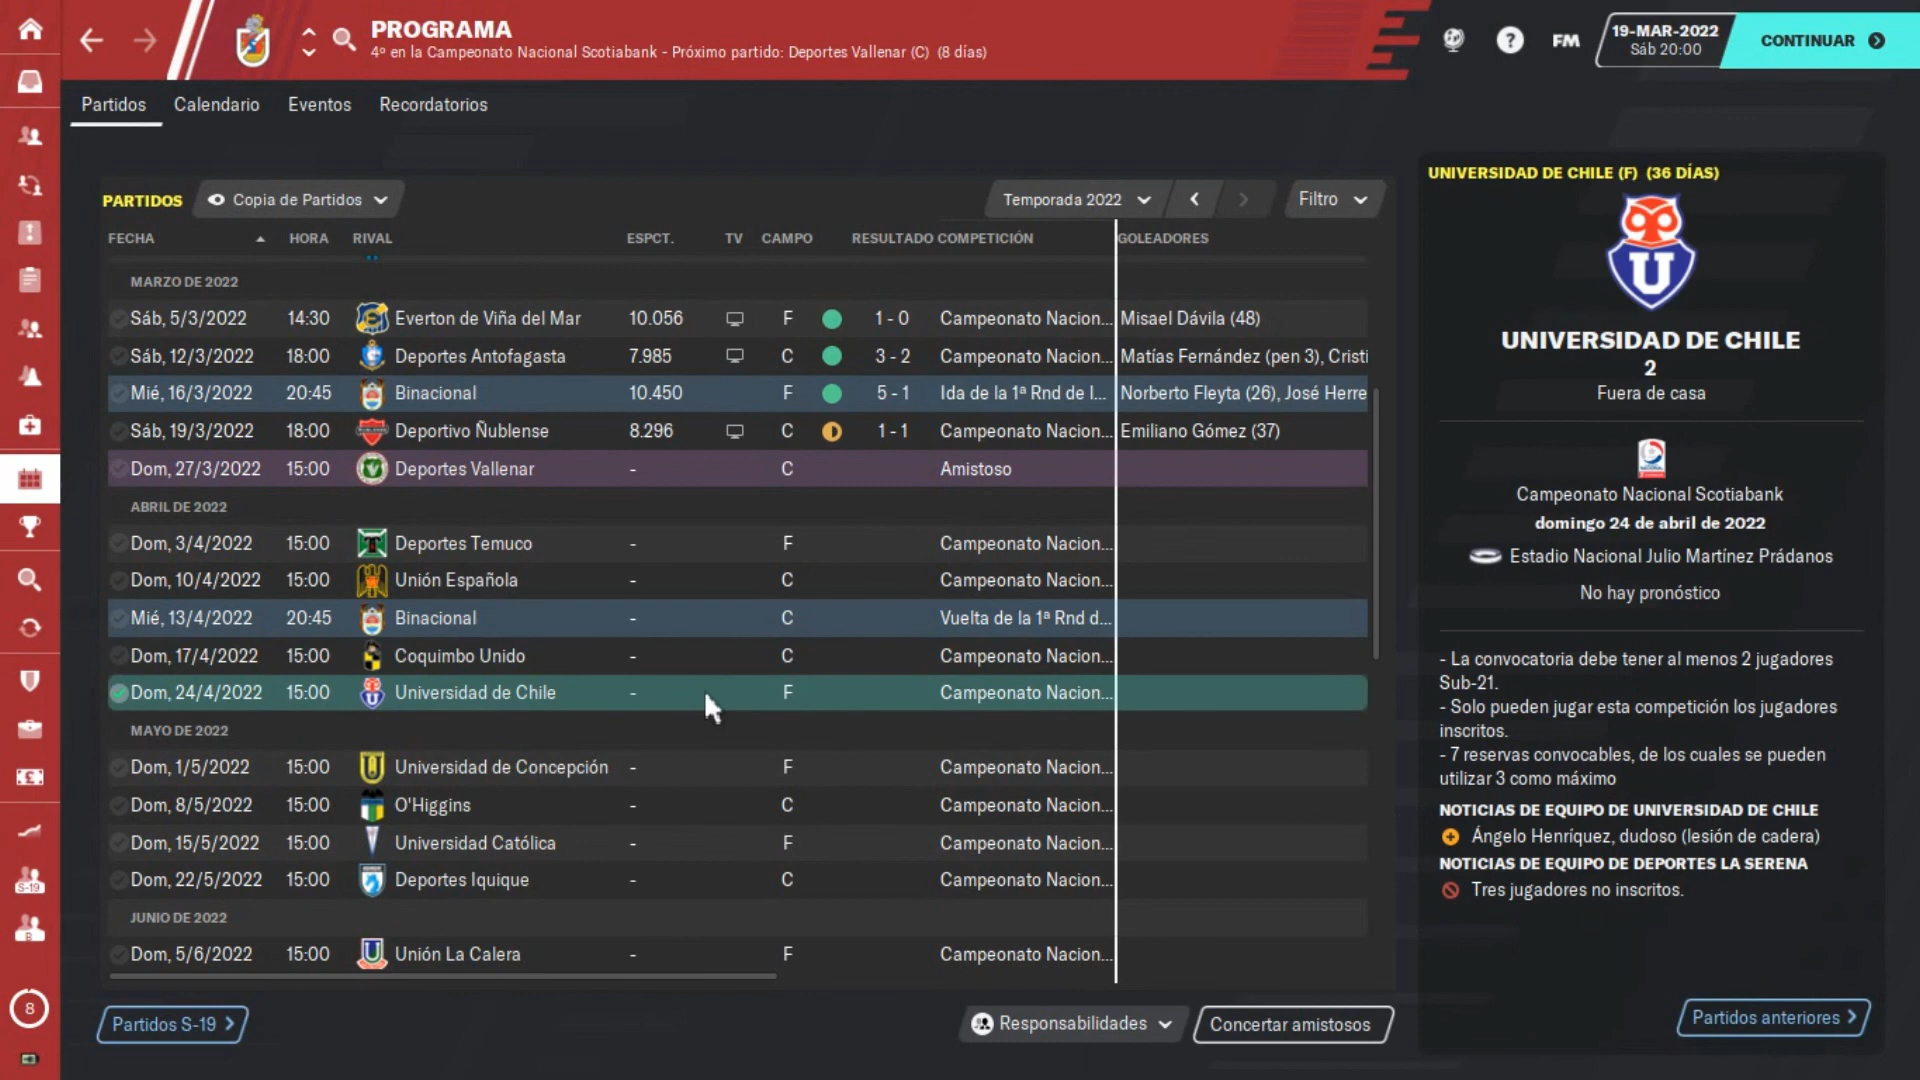 PROGRAMA
4º en la Campeonato Nacional Scotiabank - Próximo partido: Deportes Vallenar (C) (8 días)
FM
19-MAR-2022
Sáb 20:00
CONTINUAR
Partidos Calendario Eventos Recordatorios
PARTIDOS Copia de Partidos Temporada 2022 Filtro
FECHA HORA RIVAL ESPCT. TV CAMPO RESULTADO COMPETICIÓN GOLEADORES
MARZO DE 2022
Sáb, 5/3/2022 14:30 Everton de Viña del Mar 10.056 F 1 - 0 Campeonato Nacion... Misael Dávila (48)
Sáb, 12/3/2022 18:00 Deportes Antofagasta 7.985 C 3 - 2 Campeonato Nacion... Matías Fernández (pen 3), Cristi
Mié, 16/3/2022 20:45 Binacional 10.450 F 5 - 1 Ida de la 1ª Rnd de l... Norberto Fleyta (26), José Herre
Sáb, 19/3/2022 18:00 Deportivo Ñublense 8.296 C 1 - 1 Campeonato Nacion... Emiliano Gómez (37)
Dom, 27/3/2022 15:00 Deportes Vallenar - C Amistoso
ABRIL DE 2022
Dom, 3/4/2022 15:00 Deportes Temuco - F Campeonato Nacion...
Dom, 10/4/2022 15:00 Unión Española - C Campeonato Nacion...
Mié, 13/4/2022 20:45 Binacional - C Vuelta de la 1ª Rnd d...
Dom, 17/4/2022 15:00 Coquimbo Unido - C Campeonato Nacion...
Dom, 24/4/2022 15:00 Universidad de Chile - F Campeonato Nacion...
MAYO DE 2022
Dom, 1/5/2022 15:00 Universidad de Concepción - F Campeonato Nacion...
Dom, 8/5/2022 15:00 O'Higgins - C Campeonato Nacion...
Dom, 15/5/2022 15:00 Universidad Católica - F Campeonato Nacion...
Dom, 22/5/2022 15:00 Deportes Iquique - C Campeonato Nacion...
JUNIO DE 2022
Dom, 5/6/2022 15:00 Unión La Calera - F Campeonato Nacion...
Partidos S-19 Responsabilidades Concertar amistosos
UNIVERSIDAD DE CHILE (F) (36 DÍAS)
U
UNIVERSIDAD DE CHILE
2
Fuera de casa
Campeonato Nacional Scotiabank
domingo 24 de abril de 2022
Estadio Nacional Julio Martínez Prádanos
No hay pronóstico
- La convocatoria debe tener al menos 2 jugadores
Sub-21.
- Solo pueden jugar esta competición los jugadores
inscritos.
- 7 reservas convocables, de los cuales se pueden
utilizar 3 como máximo
NOTICIAS DE EQUIPO DE UNIVERSIDAD DE CHILE
Ángelo Henríquez, dudoso (lesión de cadera)
NOTICIAS DE EQUIPO DE DEPORTES LA SERENA
Tres jugadores no inscritos.
Partidos anteriores
S-19
B
8